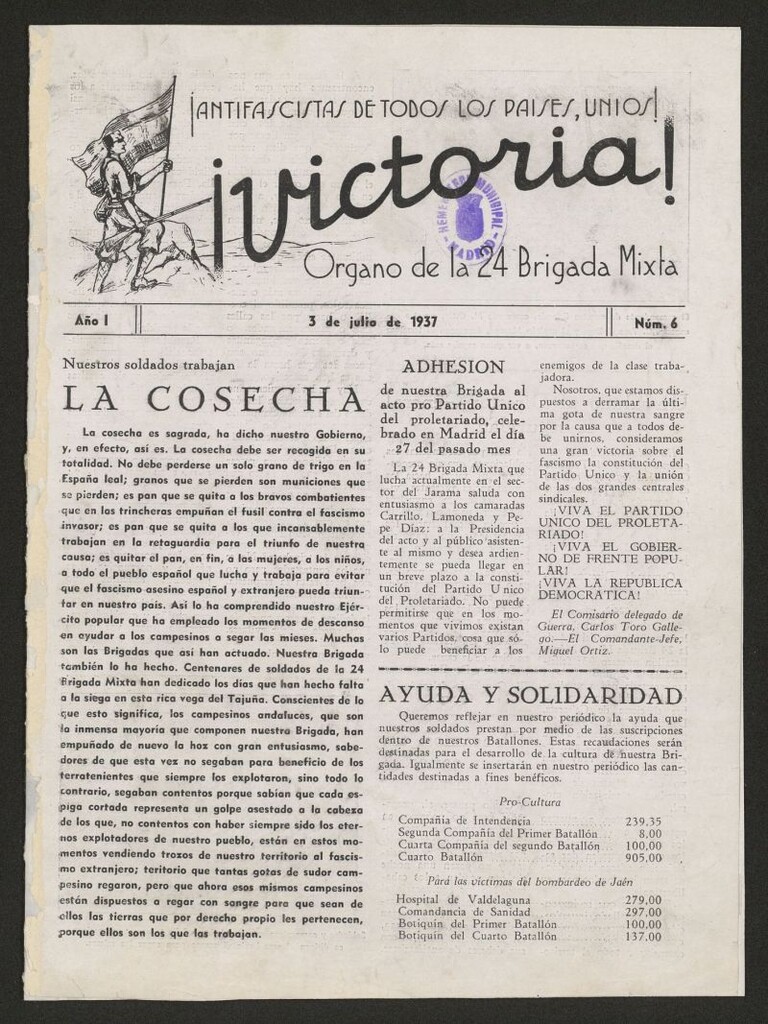 ¡ANTIFASCISTAS DE TODOS LOS PAISES, UNIOS!
¡Victoria!
HEMEROTECA MUNICIPAL
MADRID
Organo de la 24 Brigada Mixta
Año I
3 de julio de 1937
Núm. 6
Nuestros soldados trabajan
LA COSECHA
La cosecha es sagrada, ha dicho nuestro Gobierno,
y, en efecto, así es. La cosecha debe ser recogida en su
totalidad. No debe perderse un solo grano de trigo en la
España leal; granos que se pierden son municiones que
se pierden; es pan que se quita a los bravos combatientes
que en las trincheras empuñan el fusil contra el fascismo
invasor; es pan que se quita a los que incansablemente
trabajan en la retaguardia para el triunfo de nuestra
causa; es quitar el pan, en fin, a las mujeres, a los niños,
a todo el pueblo español que lucha y trabaja para evitar
que el fascismo asesino español y extranjero pueda triun-
far en nuestro país. Así lo ha comprendido nuestro Ejér-
cito popular que ha empleado los momentos de descanso
en ayudar a los campesinos a segar las mieses. Muchas
son las Brigadas que así han actuado. Nuestra Brigada
también lo ha hecho. Centenares de soldados de la 24
Brigada Mixta han dedicado los días que han hecho falta
a la siega en esta rica vega del Tajuña. Conscientes de lo
que esto significa, los campesinos andaluces, que son
la inmensa mayoría que componen nuestra Brigada, han
empuñado de nuevo la hoz con gran entusiasmo, sabe-
dores de que esta vez no segaban para beneficio de los
terratenientes que siempre los explotaron, sino todo lo
contrario, segaban contentos porque sabían que cada es-
piga cortada representa un golpe asestado a la cabeza
de los que, no contentos con haber siempre sido los eter-
nos explotadores de nuestro pueblo, están en estos mo-
mentos vendiendo trozos de nuestro territorio al fascis-
mo extranjero; teritorio que tantas gotas de sudor cam-
pesino regaron, pero que ahora esos mismos campesinos
están dispuestos a regar con sangre para que sean de
ellos las tierras que por derecho propio les pertenecen,
porque ellos son los que las trabajan.
ADHESION
de nuestra Brigada al
acto pro Partido Unico
del proletariado, cele-
brado en Madrid el día
27 del pasado mes
La 24 Brigada Mixta que
lucha actualmente en el sec-
tor del Jarama saluda con
entusiasmo a los camaradas
Carrillo, Lamoneda y Pe-
pe Díaz; a la Presidencia
del acto y al público asisten-
te al mismo y desea ardien-
temente se pueda llegar en
un breve plazo a la consti-
tución del Partido Unico
del Proletariado. No puede
permitirse que en los mo-
mentos que vivimos existan
varios Partidos, cosa que só-
lo puede beneficiar a los
enemigos de la clase traba-
jadora.
Nosotros, que estamos dis-
puestos a derramar la últi-
ma gota de nuestra sangre
por la causa que a todos de-
be unirnos, consideramos
una gran victoria sobre el
fascismo la constitución del
Partido Unico y la unión
de las dos grandes centrales
sindicales.
¡VIVA EL PARTIDO
UNICO DEL PROLETA-
RIADO!
¡VIVA EL GOBIER-
NO DE FRENTE POPU-
LAR!
¡VIVA LA REPUBLICA
DEMOCRATICA!
El Comisario delegado de
Guerra, Carlos Toro Galle-
go.—El Comandante-Jefe,
Miguel Ortiz.
AYUDA Y SOLIDARIDAD
Queremos reflejar en nuestro periódico la ayuda que
nuestros soldados prestan por medio de las suscripciones
dentro de nuestros Batallones. Estas recaudaciones serán
destinadas para el desarrollo de la cultura de nuestra Bri-
gada. Igualmente se insertarán en nuestro periódico las can-
tidades destinadas a fines benéficos.
Pro-Cultura
Compañía de Intendencia 239,35
Segunda Compañía del Primer Batallón 8,00
Cuarta Compañía del segundo Batallón 100,00
Cuarto Batallón 905,00
Para las víctimas del bombardeo de Jaén
Hospital de Valdelaguna 279,00
Comandancia de Sanidad 297,00
Botiquín del Primer Batallón 100,00
Botiquín del Cuarto Batallón 137,00